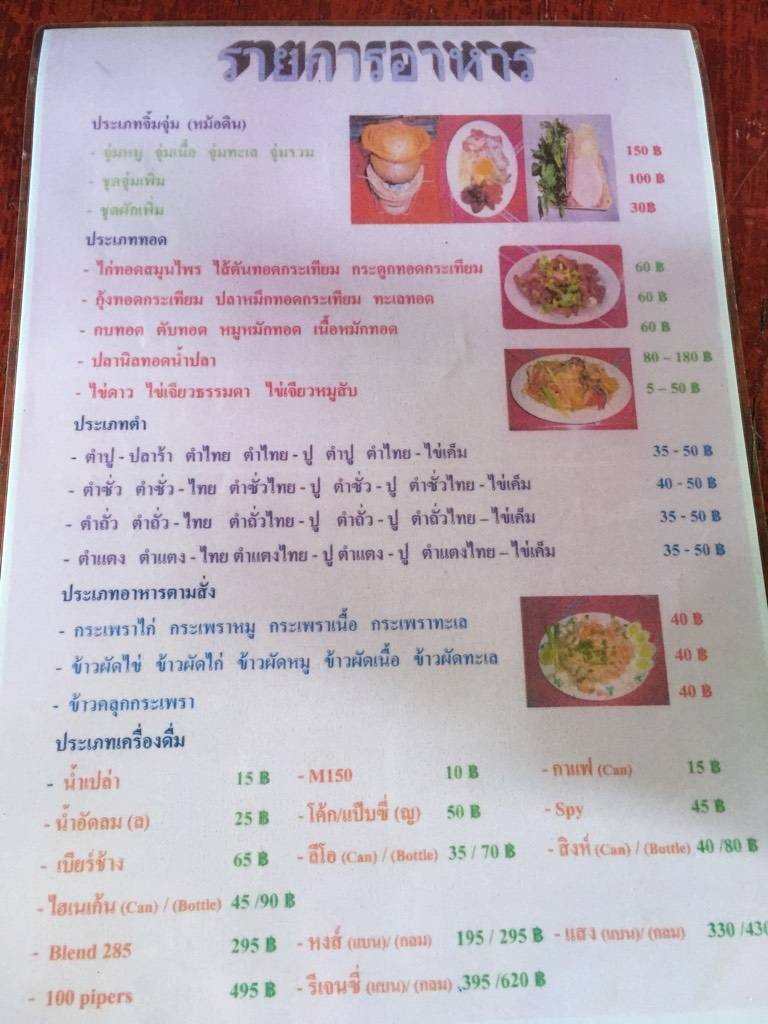 รายการอาหาร
ประเภทจิ้มจุ่ม (หม้อดิน)
- จุ่มหมู จุ่มเนื้อ จุ่มทะเล จุ่มรวม 150 ฿
- ชุดจุ่มเพิ่ม 100 ฿
- ชุดผักเพิ่ม 30฿
ประเภททอด
- ไก่ทอดสมุนไพร ไส้ตันทอดกระเทียม กระดูกทอดกระเทียม 60 ฿
- กุ้งทอดกระเทียม ปลาหมึกทอดกระเทียม ทะเลทอด 60 ฿
- กบทอด ตับทอด หมูหมักทอด เนื้อหมักทอด 60 ฿
- ปลานิลทอดน้ำปลา 80 – 180 ฿
- ไข่ดาว ไข่เจียวธรรมดา ไข่เจียวหมูสับ 5 – 50 ฿
ประเภทตำ
- ตำปู - ปลาร้า ตำไทย ตำไทย - ปู ตำปู ตำไทย - ไข่เค็ม 35 - 50 ฿
- ตำซั่ว ตำซั่ว - ไทย ตำซั่วไทย - ปู ตำซั่ว - ปู ตำซั่วไทย - ไข่เค็ม 40 - 50 ฿
- ตำถั่ว ตำถั่ว - ไทย ตำถั่วไทย - ปู ตำถั่ว - ปู ตำถั่วไทย – ไข่เค็ม 35 - 50 ฿
- ตำแตง ตำแตง - ไทย ตำแตงไทย - ปู ตำแตง - ปู ตำแตงไทย – ไข่เค็ม 35 - 50 ฿
ประเภทอาหารตามสั่ง
- กระเพราไก่ กระเพราหมู กระเพราเนื้อ กระเพราทะเล 40 ฿
- ข้าวผัดไข่ ข้าวผัดไก่ ข้าวผัดหมู ข้าวผัดเนื้อ ข้าวผัดทะเล 40 ฿
- ข้าวคลุกกระเพรา 40 ฿
ประเภทเครื่องดื่ม
- น้ำเปล่า 15 ฿ - M150 10 ฿ - กาแฟ (Can) 15 ฿
- น้ำอัดลม (ล) 25 ฿ - โค้ก/แป๊บซี่ (ญ) 50 ฿ - Spy 45 ฿
- เบียร์ช้าง 65 ฿ - ลีโอ (Can) / (Bottle) 35 / 70 ฿ - สิงห์ (Can) / (Bottle) 40 /80 ฿
- ไฮเนเก้น (Can) / (Bottle) 45 /90 ฿
- Blend 285 295 ฿ - หงส์ (แบน)/ (กลม) 195 / 295 ฿ - แสง (แบน)/ (กลม) 330 /430
- 100 pipers 495 ฿ - รีเจนซี่ (แบน)/ (กลม) 395 /620 ฿